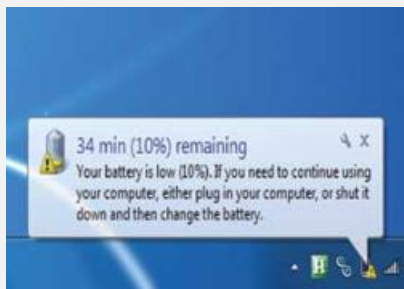 34 min (10%) remaining
Your battery is low (10%). If you need to continue using
your computer, either plug in your computer, or shut it
down and then change the battery.